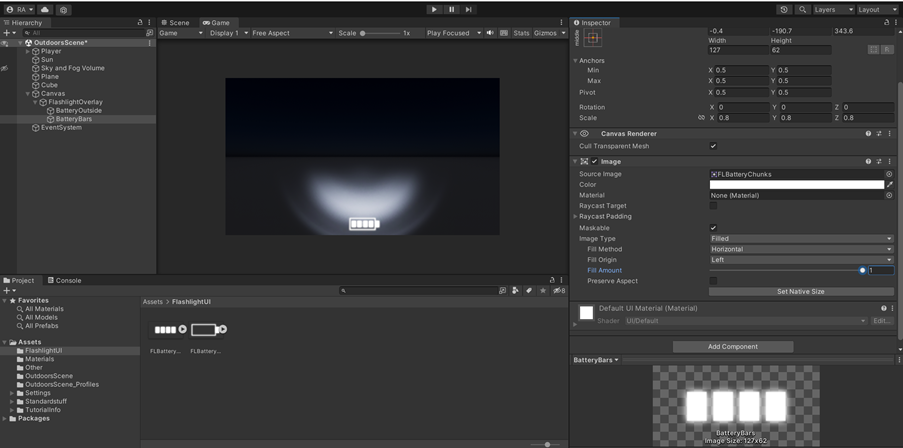 RA
Layers
Layout
Hierarchy
All
OutdoorsScene*
Player
Sun
Sky and Fog Volume
Plane
Cube
Canvas
FlashlightOverlay
BatteryOutside
BatteryBars
EventSystem
Scene
Game
Game
Display 1
Free Aspect
Scale
1x
Play Focused
Stats
Gizmos
Inspector
middle
-0.4
-190.7
343.6
Width
Height
127
62
R
Anchors
Min
X 0.5
Y 0.5
Max
X 0.5
Y 0.5
Pivot
X 0.5
Y 0.5
Rotation
X 0
Y 0
Z 0
Scale
X 0.8
Y 0.8
Z 0.8
Canvas Renderer
Cull Transparent Mesh
Image
Source Image
FLBatteryChunks
Color
Material
None (Material)
Raycast Target
Raycast Padding
Maskable
Image Type
Filled
Fill Method
Horizontal
Fill Origin
Left
Fill Amount
1
Preserve Aspect
Set Native Size
Default UI Material (Material)
Shader
UI/Default
Edit...
Add Component
BatteryBars
BatteryBars
Image Size: 127x62
Project
Console
8
Favorites
All Materials
All Models
All Prefabs
Assets
FlashlightUI
Materials
Other
OutdoorsScene
OutdoorsScene_Profiles
Settings
Standardstuff
TutorialInfo
Packages
Assets > FlashlightUI
FLBattery...
FLBattery...